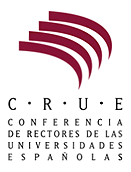 C·R·U·E
CONFERENCIA
DE RECTORES DE LAS
UNIVERSIDADES
ESPAÑOLAS